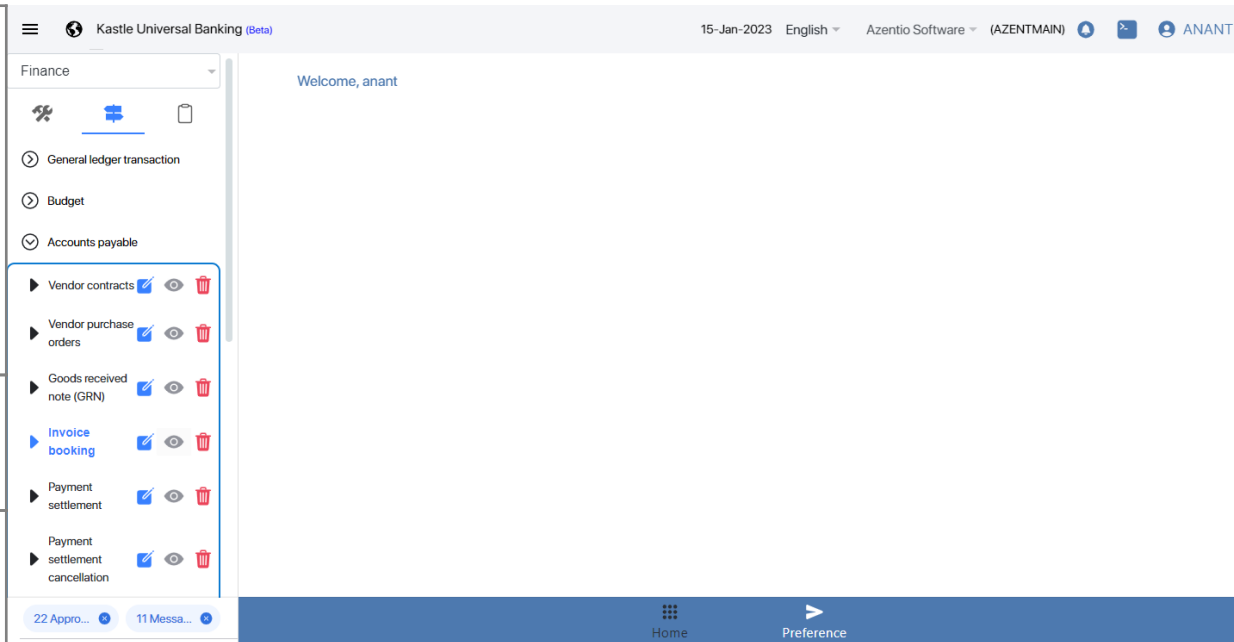 Kastle Universal Banking (Beta)
15-Jan-2023 English Azentio Software (AZENTMAIN) ANANT
Finance
Welcome, anant
General ledger transaction
Budget
Accounts payable
Vendor contracts
Vendor purchase
orders
Goods received
note (GRN)
Invoice
booking
Payment
settlement
Payment
settlement
cancellation
22 Appro...
11 Messa...
Home
Preference